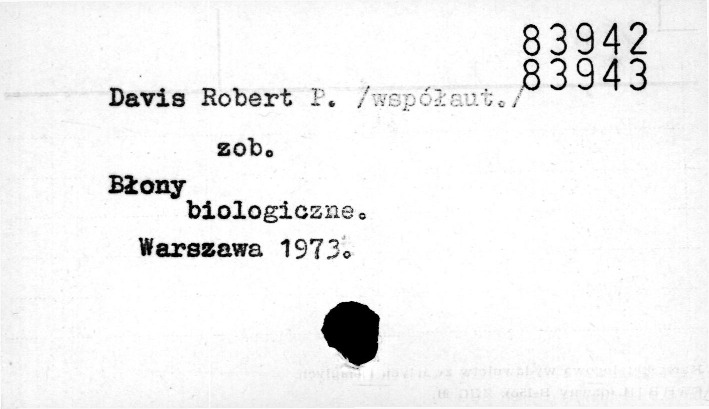 83942
83943
Davis Robert P. /współaut./
zob.
Błony
biologiczne.
Warszawa 1973.